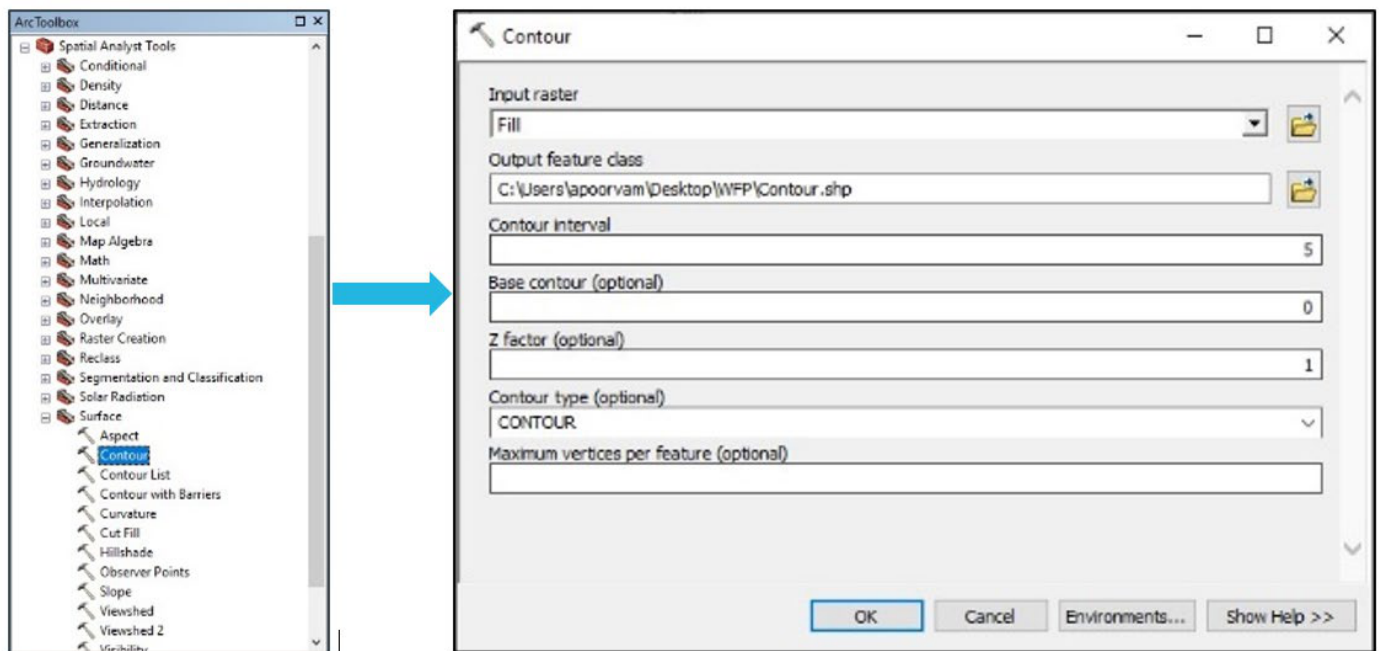 ArcToolbox
Spatial Analyst Tools
Conditional
Density
Distance
Extraction
Generalization
Groundwater
Hydrology
Interpolation
Local
Map Algebra
Math
Multivariate
Neighborhood
Overlay
Raster Creation
Reclass
Segmentation and Classification
Solar Radiation
Surface
Aspect
Contour
Contour List
Contour with Barriers
Curvature
Cut Fill
Hillshade
Observer Points
Slope
Viewshed
Viewshed 2
Visibility
Contour
Input raster
Fill
Output feature class
C:\Users\apoorvam\Desktop\WFP\Contour.shp
Contour interval
5
Base contour (optional)
0
Z factor (optional)
1
Contour type (optional)
CONTOUR
Maximum vertices per feature (optional)
OK Cancel Environments... Show Help >>